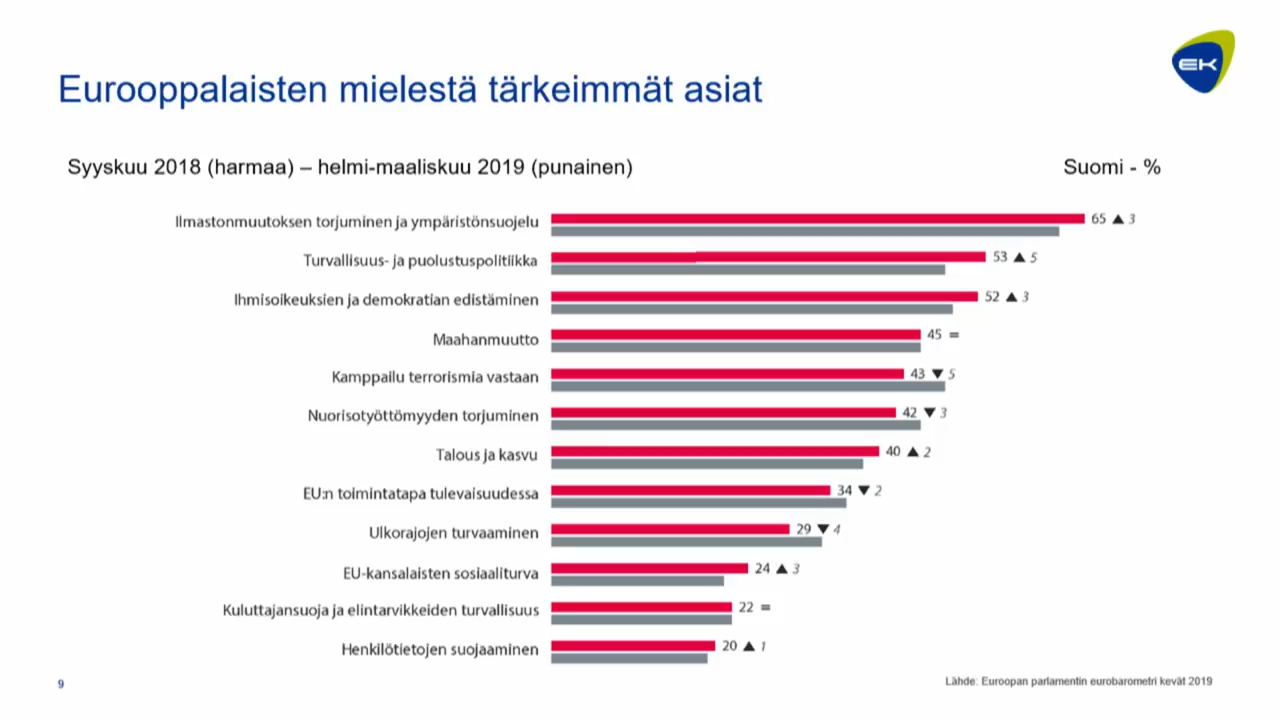 EK
Eurooppalaisten mielestä tärkeimmät asiat
Syyskuu 2018 (harmaa) – helmi-maaliskuu 2019 (punainen) Suomi - %
Ilmastonmuutoksen torjuminen ja ympäristönsuojelu 65 ▲ 3
Turvallisuus- ja puolustuspolitiikka 53 ▲ 5
Ihmisoikeuksien ja demokratian edistäminen 52 ▲ 3
Maahanmuutto 45 =
Kamppailu terrorismia vastaan 43 ▼ 5
Nuorisotyöttömyyden torjuminen 42 ▼ 3
Talous ja kasvu 40 ▲ 2
EU:n toimintatapa tulevaisuudessa 34 ▼ 2
Ulkorajojen turvaaminen 29 ▼ 4
EU-kansalaisten sosiaaliturva 24 ▲ 3
Kuluttajansuoja ja elintarvikkeiden turvallisuus 22 =
Henkilötietojen suojaaminen 20 ▲ 1
9 Lähde: Euroopan parlamentin eurobarometri kevät 2019